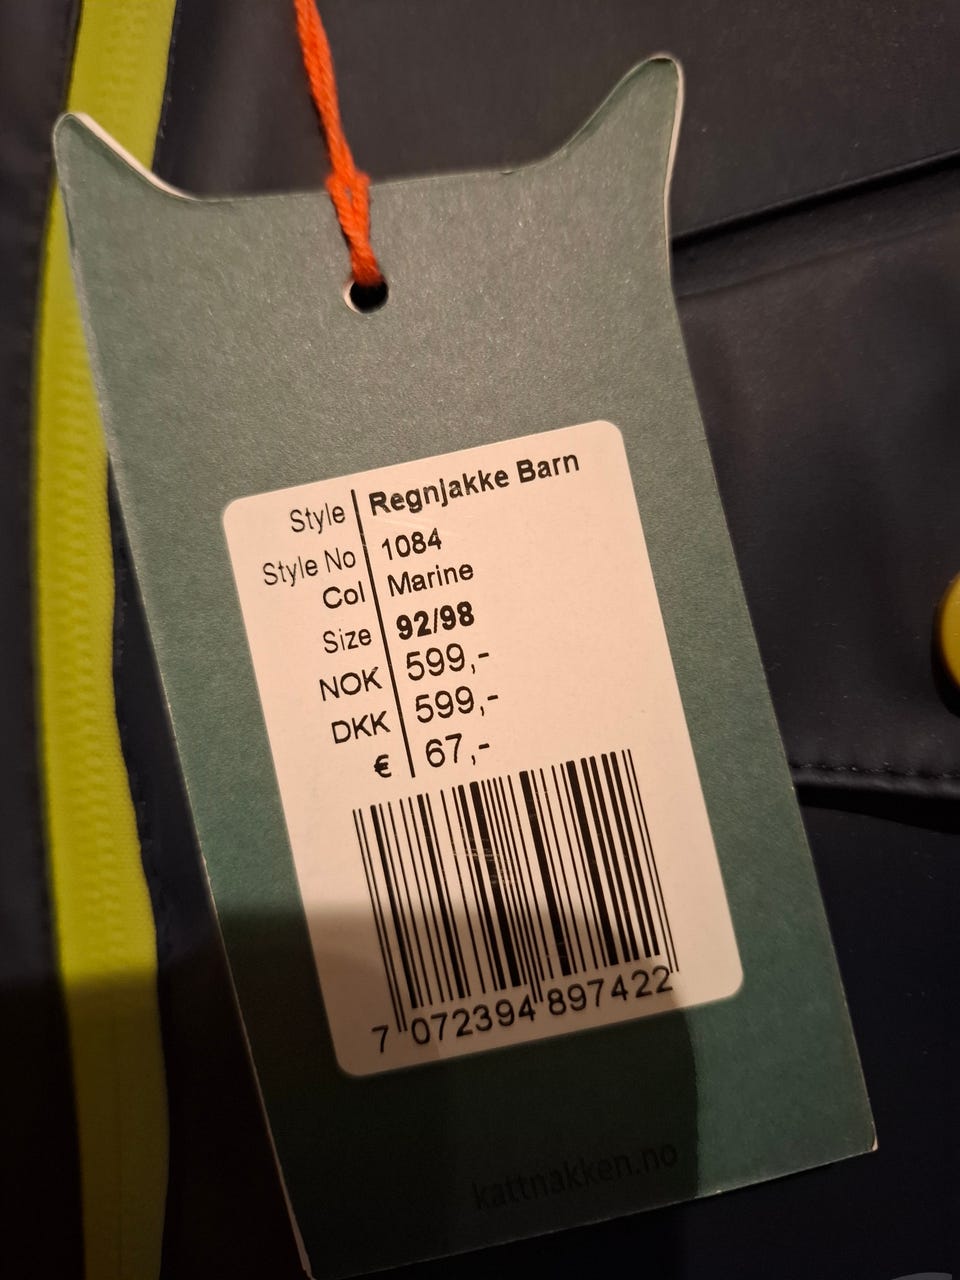 Style Regnjakke Barn
Style No 1084
Col Marine
Size 92/98
NOK 599,-
DKK 599,-
€ 67,-
7 072394 897422
kattnakken.no